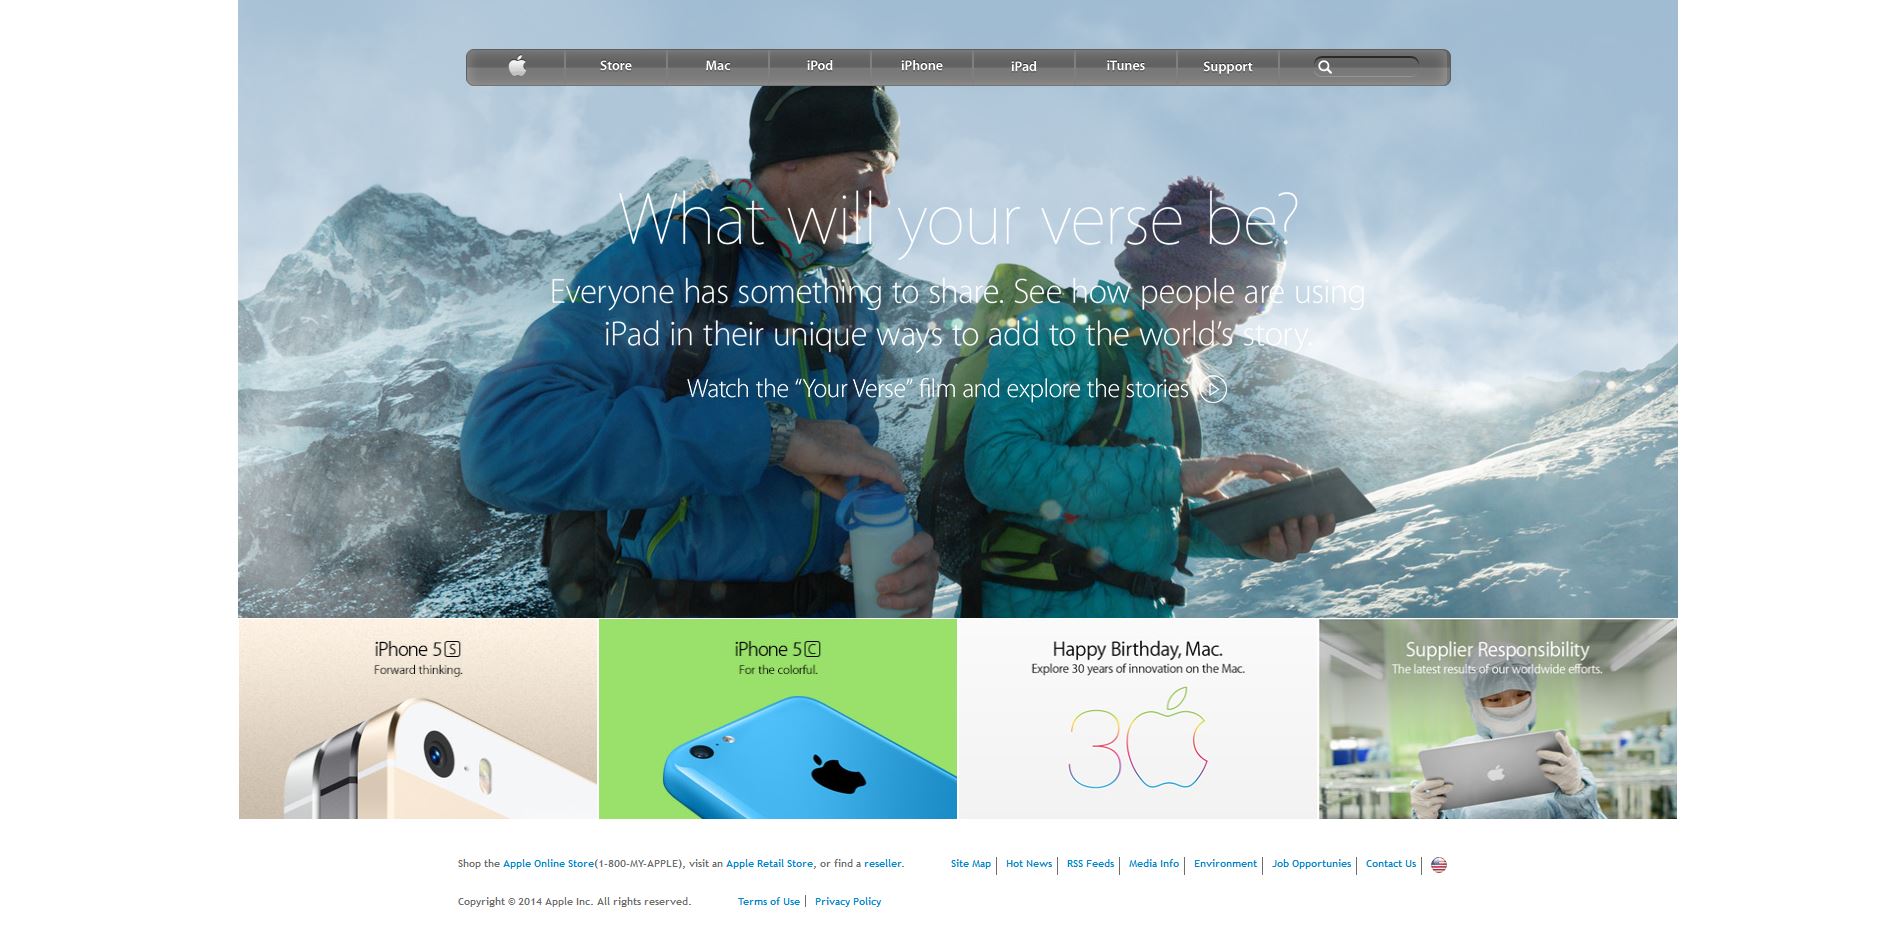 Store Mac iPod iPhone iPad iTunes Support
What will your verse be?
Everyone has something to share. See how people are using
iPad in their unique ways to add to the world's story.
Watch the “Your Verse” film and explore the stories
iPhone 5S
Forward thinking.
iPhone 5C
For the colorful.
Happy Birthday, Mac.
Explore 30 years of innovation on the Mac.
30
Supplier Responsibility
The latest results of our worldwide efforts.
Shop the Apple Online Store(1-800-MY-APPLE), visit an Apple Retail Store, or find a reseller.
Site Map | Hot News | RSS Feeds | Media Info | Environment | Job Opportunies | Contact Us |
Copyright © 2014 Apple Inc. All rights reserved.
Terms of Use | Privacy Policy